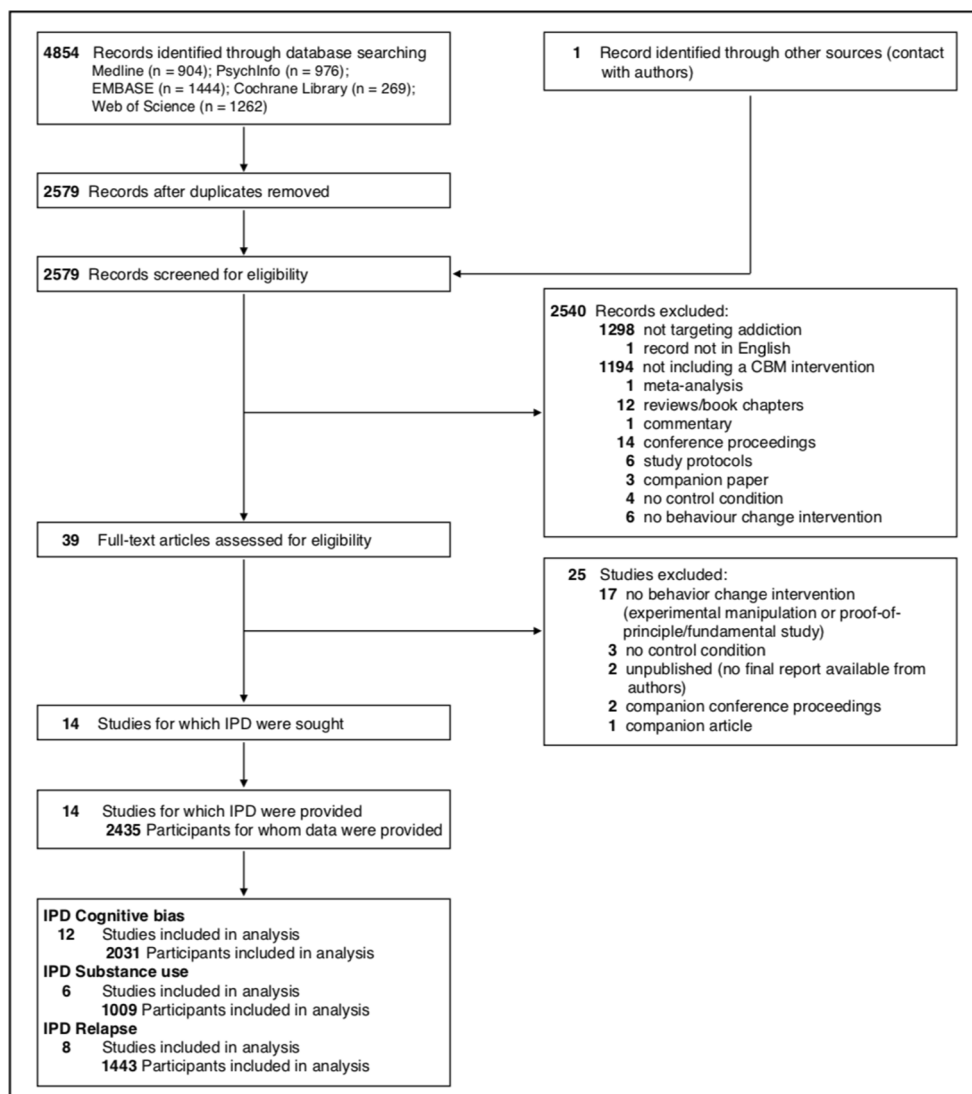 4854 Records identified through database searching
Medline (n = 904); PsychInfo (n = 976);
EMBASE (n = 1444); Cochrane Library (n = 269);
Web of Science (n = 1262)
1 Record identified through other sources (contact
with authors)
2579 Records after duplicates removed
2579 Records screened for eligibility
2540 Records excluded:
1298 not targeting addiction
1 record not in English
1194 not including a CBM intervention
1 meta-analysis
12 reviews/book chapters
1 commentary
14 conference proceedings
6 study protocols
3 companion paper
4 no control condition
6 no behaviour change intervention
39 Full-text articles assessed for eligibility
25 Studies excluded:
17 no behavior change intervention
(experimental manipulation or proof-of-
principle/fundamental study)
3 no control condition
2 unpublished (no final report available from
authors)
2 companion conference proceedings
1 companion article
14 Studies for which IPD were sought
14 Studies for which IPD were provided
2435 Participants for whom data were provided
IPD Cognitive bias
12 Studies included in analysis
2031 Participants included in analysis
IPD Substance use
6 Studies included in analysis
1009 Participants included in analysis
IPD Relapse
8 Studies included in analysis
1443 Participants included in analysis